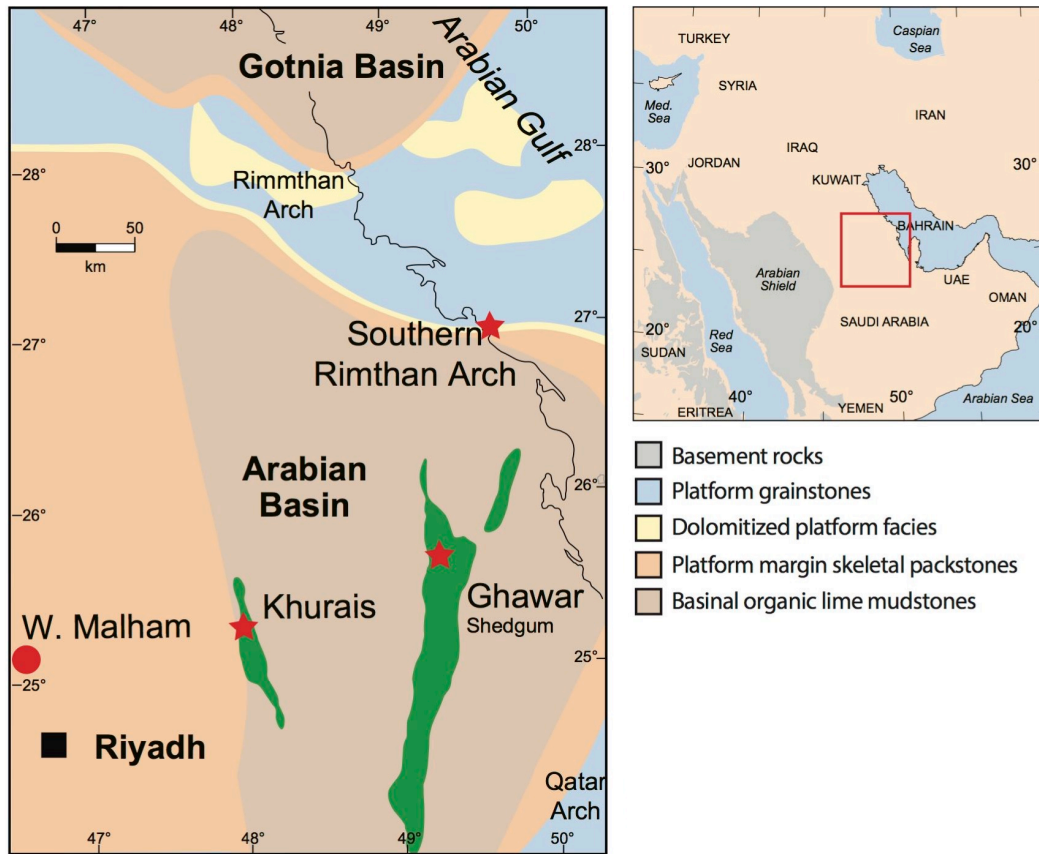 47°
48°
49°
26°
Gotnia Basin
Arabian
Gulf
28°
28°
Rimmthan
Arch
0
50
km
27°
27°
Southern
Rimthan Arch
Arabian
Basin
26°
26°
Khurais
Ghawar
Shedgum
W. Malham
25°
25°
Riyadh
Qatar
Arch
47°
48°
49°
50°
TURKEY
Caspian
Sea
SYRIA
Med.
Sea
IRAN
IRAQ
JORDAN
30°
30°
KUWAIT
BAHRAIN
Arabian
Shield
UAE
OMAN
SAUDI ARABIA
20°
20°
Red
Sea
SUDAN
40°
50°
YEMEN
Arabian Sea
ERITREA
Basement rocks
Platform grainstones
Dolomitized platform facies
Platform margin skeletal packstones
Basinal organic lime mudstones